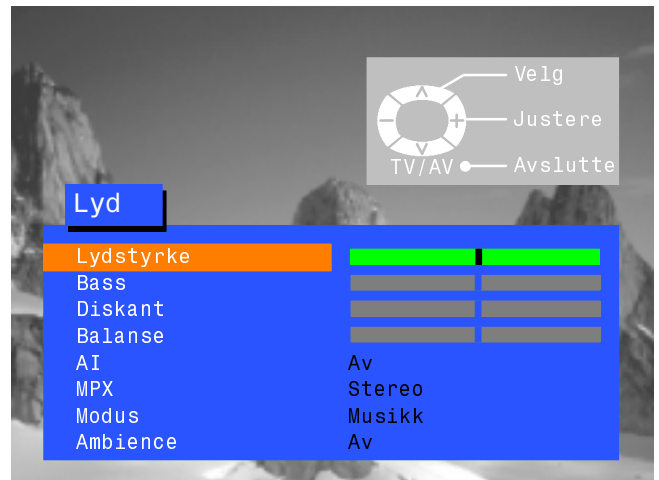 Velg
Justere
TV/AV Avslutte
Lyd
Lydstyrke
Bass
Diskant
Balanse
AI Av
MPX Stereo
Modus Musikk
Ambience Av